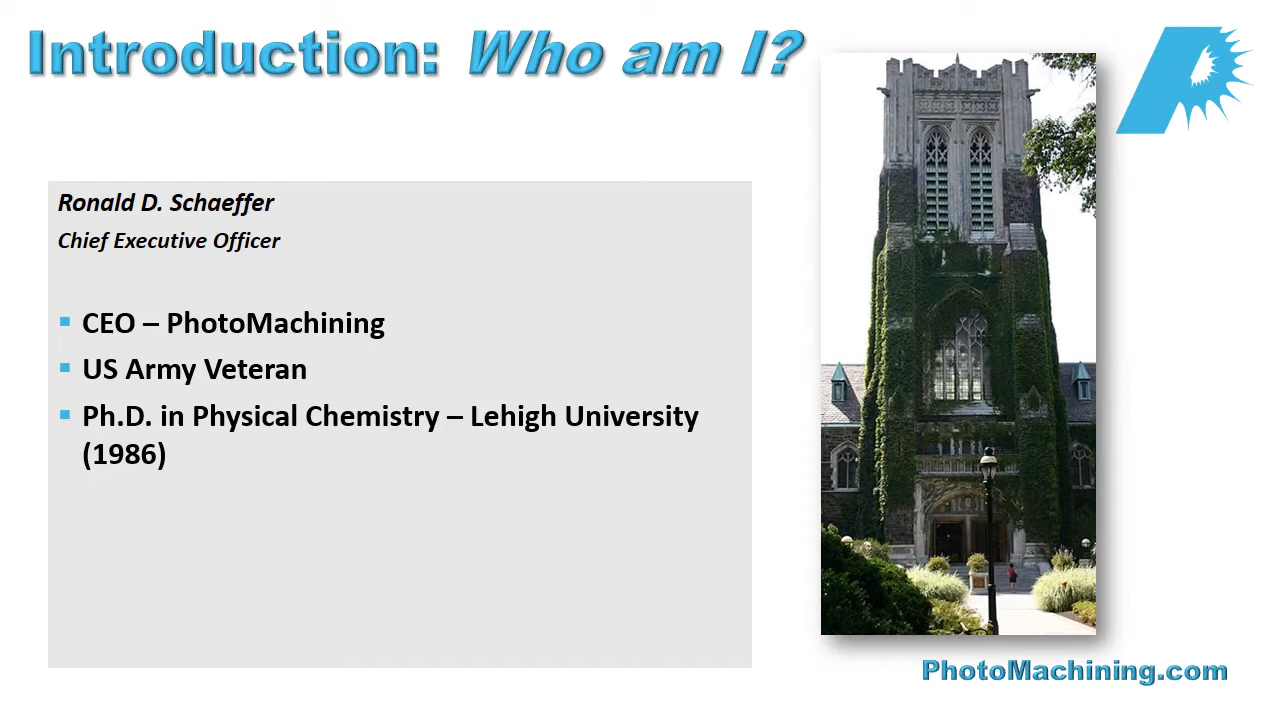 Introduction: Who am I?
Ronald D. Schaeffer
Chief Executive Officer
CEO – PhotoMachining
US Army Veteran
Ph.D. in Physical Chemistry – Lehigh University
(1986)
PhotoMachining.com